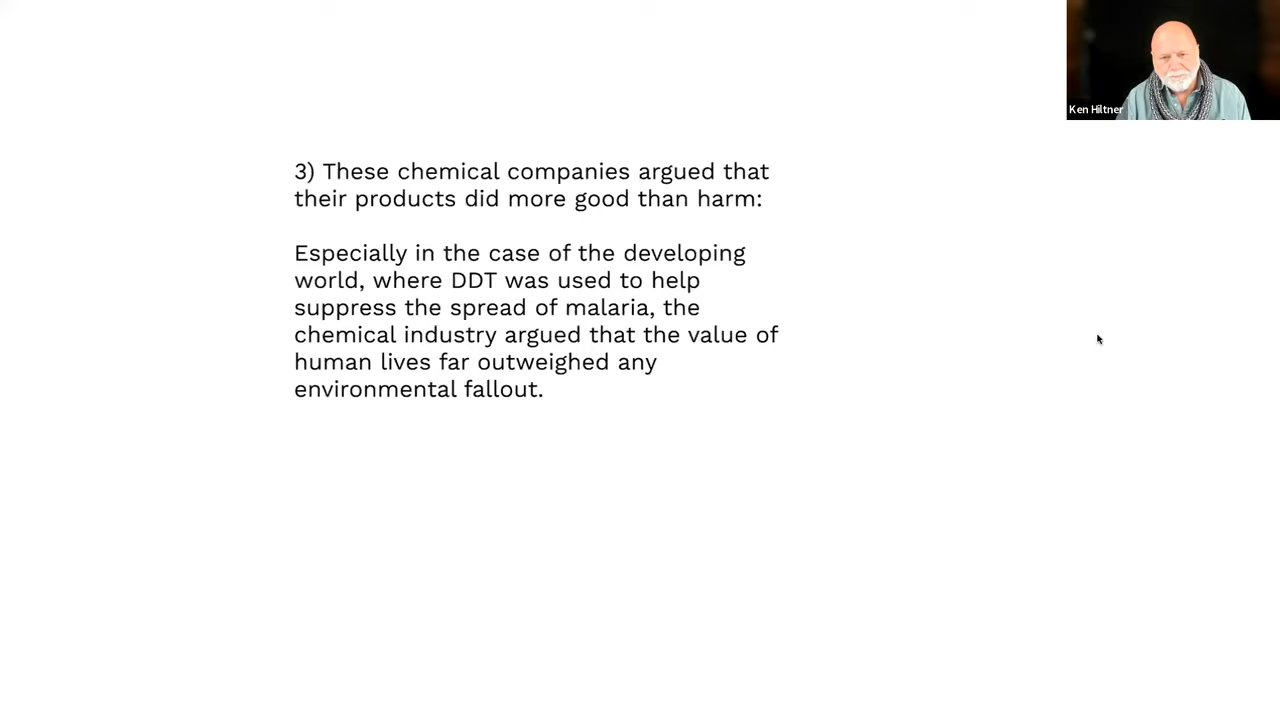 Ken Hiltner
3) These chemical companies argued that
their products did more good than harm:
Especially in the case of the developing
world, where DDT was used to help
suppress the spread of malaria, the
chemical industry argued that the value of
human lives far outweighed any
environmental fallout.